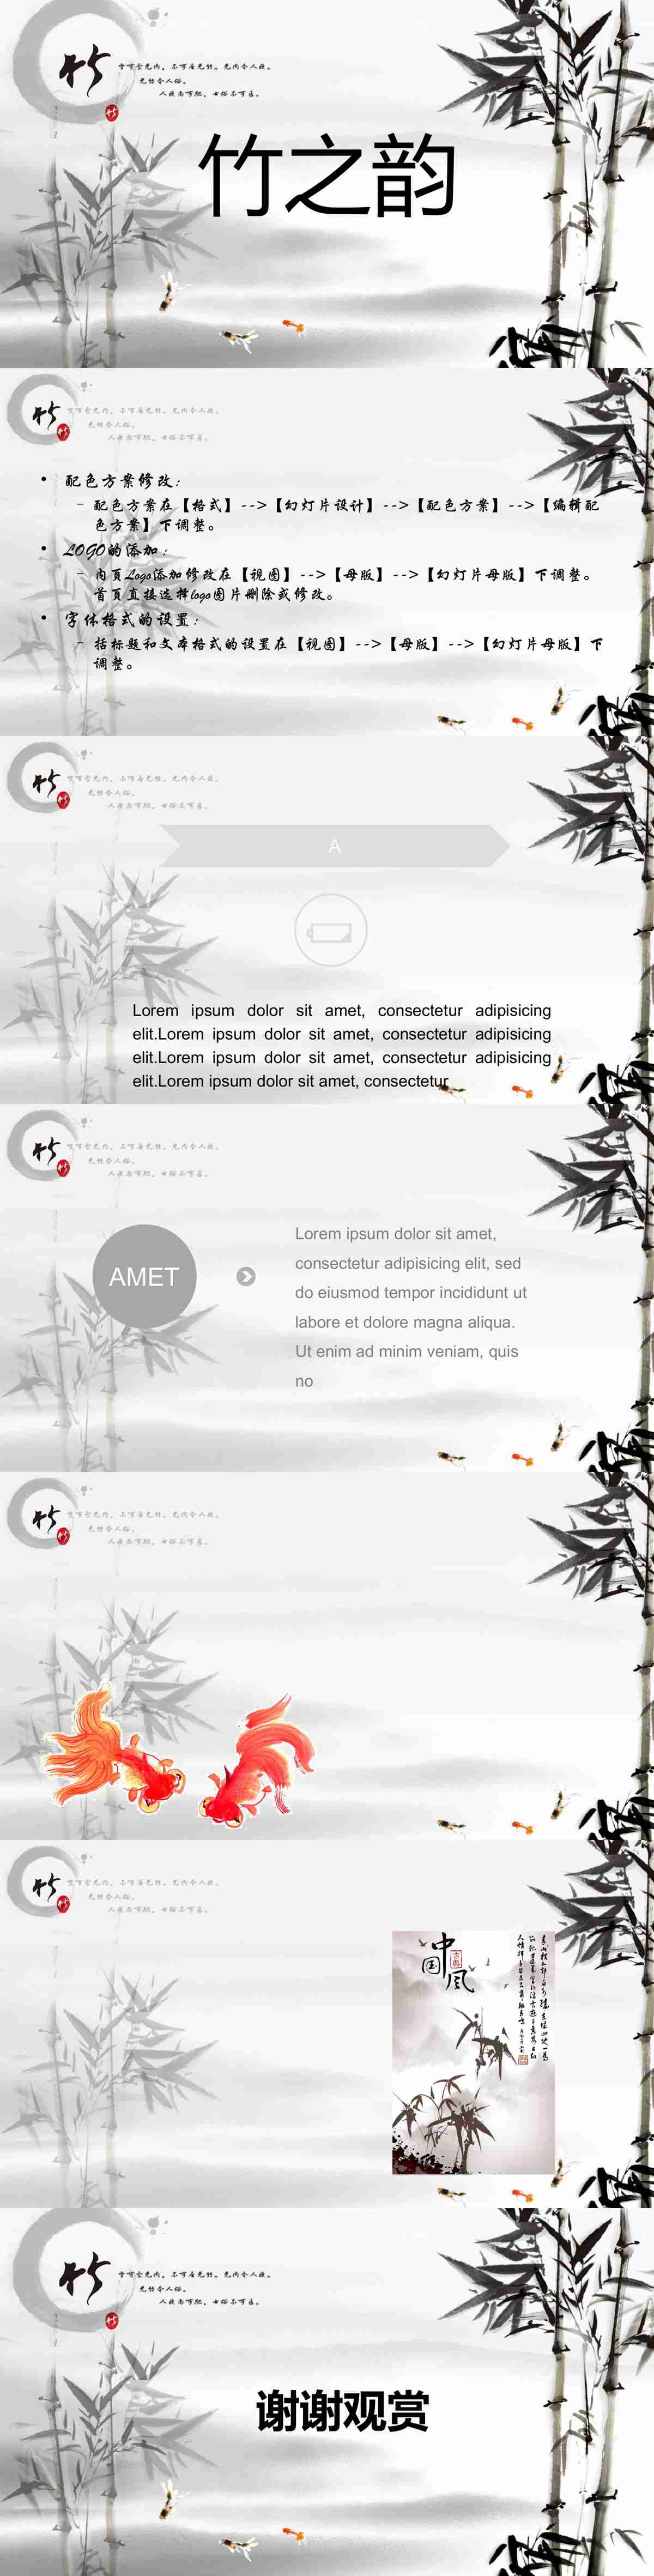 竹
宁可食无肉，不可居无竹。无肉令人瘦，
无竹令人俗。
人瘦尚可肥，士俗不可医。
竹之韵
竹
宁可食无肉，不可居无竹。无肉令人瘦，
无竹令人俗。
人瘦尚可肥，士俗不可医。
• 配色方案修改：
– 配色方案在【格式】-->【幻灯片设计】-->【配色方案】-->【编辑配
色方案】下调整。
• LOGO的添加：
– 内页Logo添加修改在【视图】-->【母版】-->【幻灯片母版】下调整。
首页直接选择logo图片删除或修改。
• 字体格式的设置：
– 括标题和文本格式的设置在【视图】-->【母版】-->【幻灯片母版】下
调整。
竹
宁可食无肉，不可居无竹。无肉令人瘦，
无竹令人俗。
人瘦尚可肥，士俗不可医。
A
Lorem ipsum dolor sit amet, consectetur adipisicing
elit.Lorem ipsum dolor sit amet, consectetur adipisicing
elit.Lorem ipsum dolor sit amet, consectetur adipisicing
elit.Lorem ipsum dolor sit amet, consectetur
竹
宁可食无肉，不可居无竹。无肉令人瘦，
无竹令人俗。
人瘦尚可肥，士俗不可医。
AMET
Lorem ipsum dolor sit amet,
consectetur adipisicing elit, sed
do eiusmod tempor incididunt ut
labore et dolore magna aliqua.
Ut enim ad minim veniam, quis
no
竹
宁可食无肉，不可居无竹。无肉令人瘦，
无竹令人俗。
人瘦尚可肥，士俗不可医。
竹
宁可食无肉，不可居无竹。无肉令人瘦，
无竹令人俗。
人瘦尚可肥，士俗不可医。
中国风
古典
竹
宁可食无肉，不可居无竹。无肉令人瘦，
无竹令人俗。
人瘦尚可肥，士俗不可医。
谢谢观赏